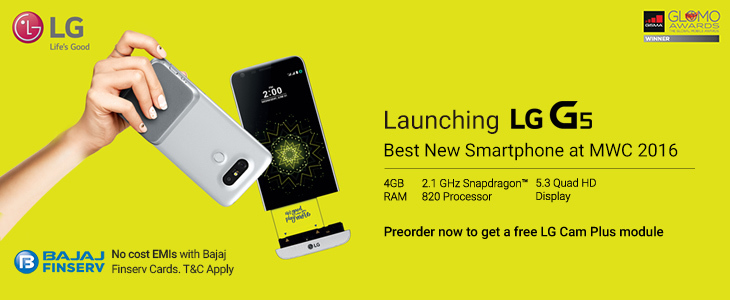 LG
Life's Good
GSMA
GLOMO
AWARDS
WINNER
2:00
Launching LG G5
Best New Smartphone at MWC 2016
4GB RAM
2.1 GHz Snapdragon™ 820 Processor
5.3 Quad HD Display
Preorder now to get a free LG Cam Plus module
LG
B BAJAJ
FINSERV
No cost EMIs with Bajaj
Finserv Cards. T&C Apply